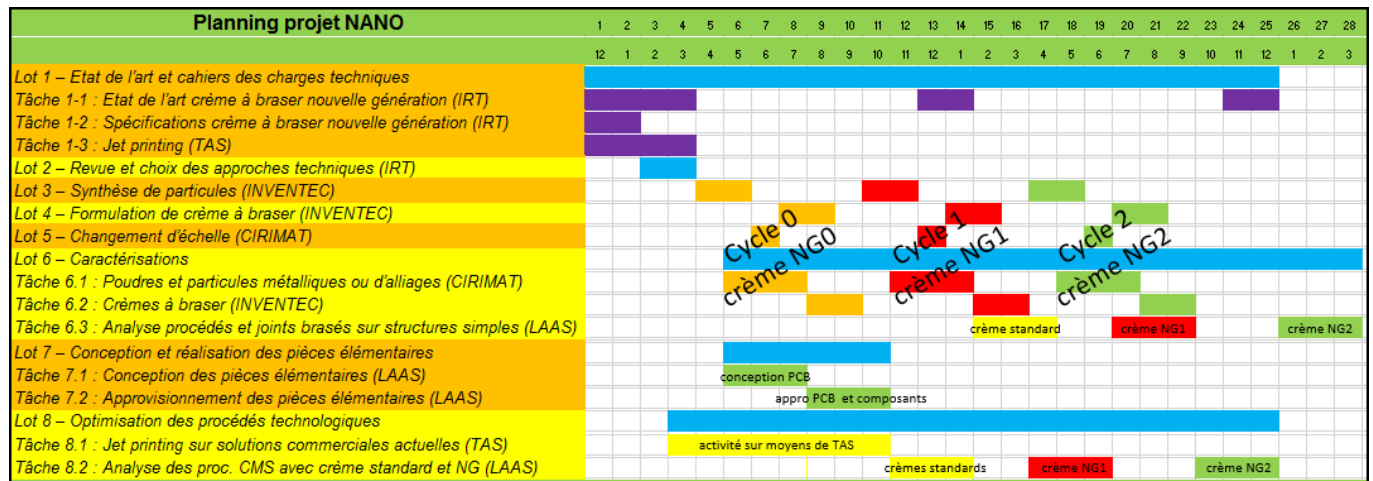 Planning projet NANO 1 2 3 4 5 6 7 8 9 10 11 12 13 14 15 16 17 18 19 20 21 22 23 24 25 26 27 28
12 1 2 3 4 5 6 7 8 9 10 11 12 1 2 3 4 5 6 7 8 9 10 11 12 1 2 3
Lot 1 – Etat de l'art et cahiers des charges techniques
Tâche 1-1 : Etat de l'art crème à braser nouvelle génération (IRT)
Tâche 1-2 : Spécifications crème à braser nouvelle génération (IRT)
Tâche 1-3 : Jet printing (TAS)
Lot 2 – Revue et choix des approches techniques (IRT)
Lot 3 – Synthèse de particules (INVENTEC)
Lot 4 – Formulation de crème à braser (INVENTEC)
Lot 5 – Changement d'échelle (CIRIMAT)
Cycle 0
crème NG0
Cycle 1
crème NG1
Cycle 2
crème NG2
Lot 6 – Caractérisations
Tâche 6.1 : Poudres et particules métalliques ou d'alliages (CIRIMAT)
Tâche 6.2 : Crèmes à braser (INVENTEC)
Tâche 6.3 : Analyse procédés et joints brasés sur structures simples (LAAS) crème standard crème NG1 crème NG2
Lot 7 – Conception et réalisation des pièces élémentaires
Tâche 7.1 : Conception des pièces élémentaires (LAAS) conception PCB
Tâche 7.2 : Approvisionnement des pièces élémentaires (LAAS) appro PCB et composants
Lot 8 – Optimisation des procédés technologiques
Tâche 8.1 : Jet printing sur solutions commerciales actuelles (TAS) activité sur moyens de TAS
Tâche 8.2 : Analyse des proc. CMS avec crème standard et NG (LAAS) crèmes standards crème NG1 crème NG2